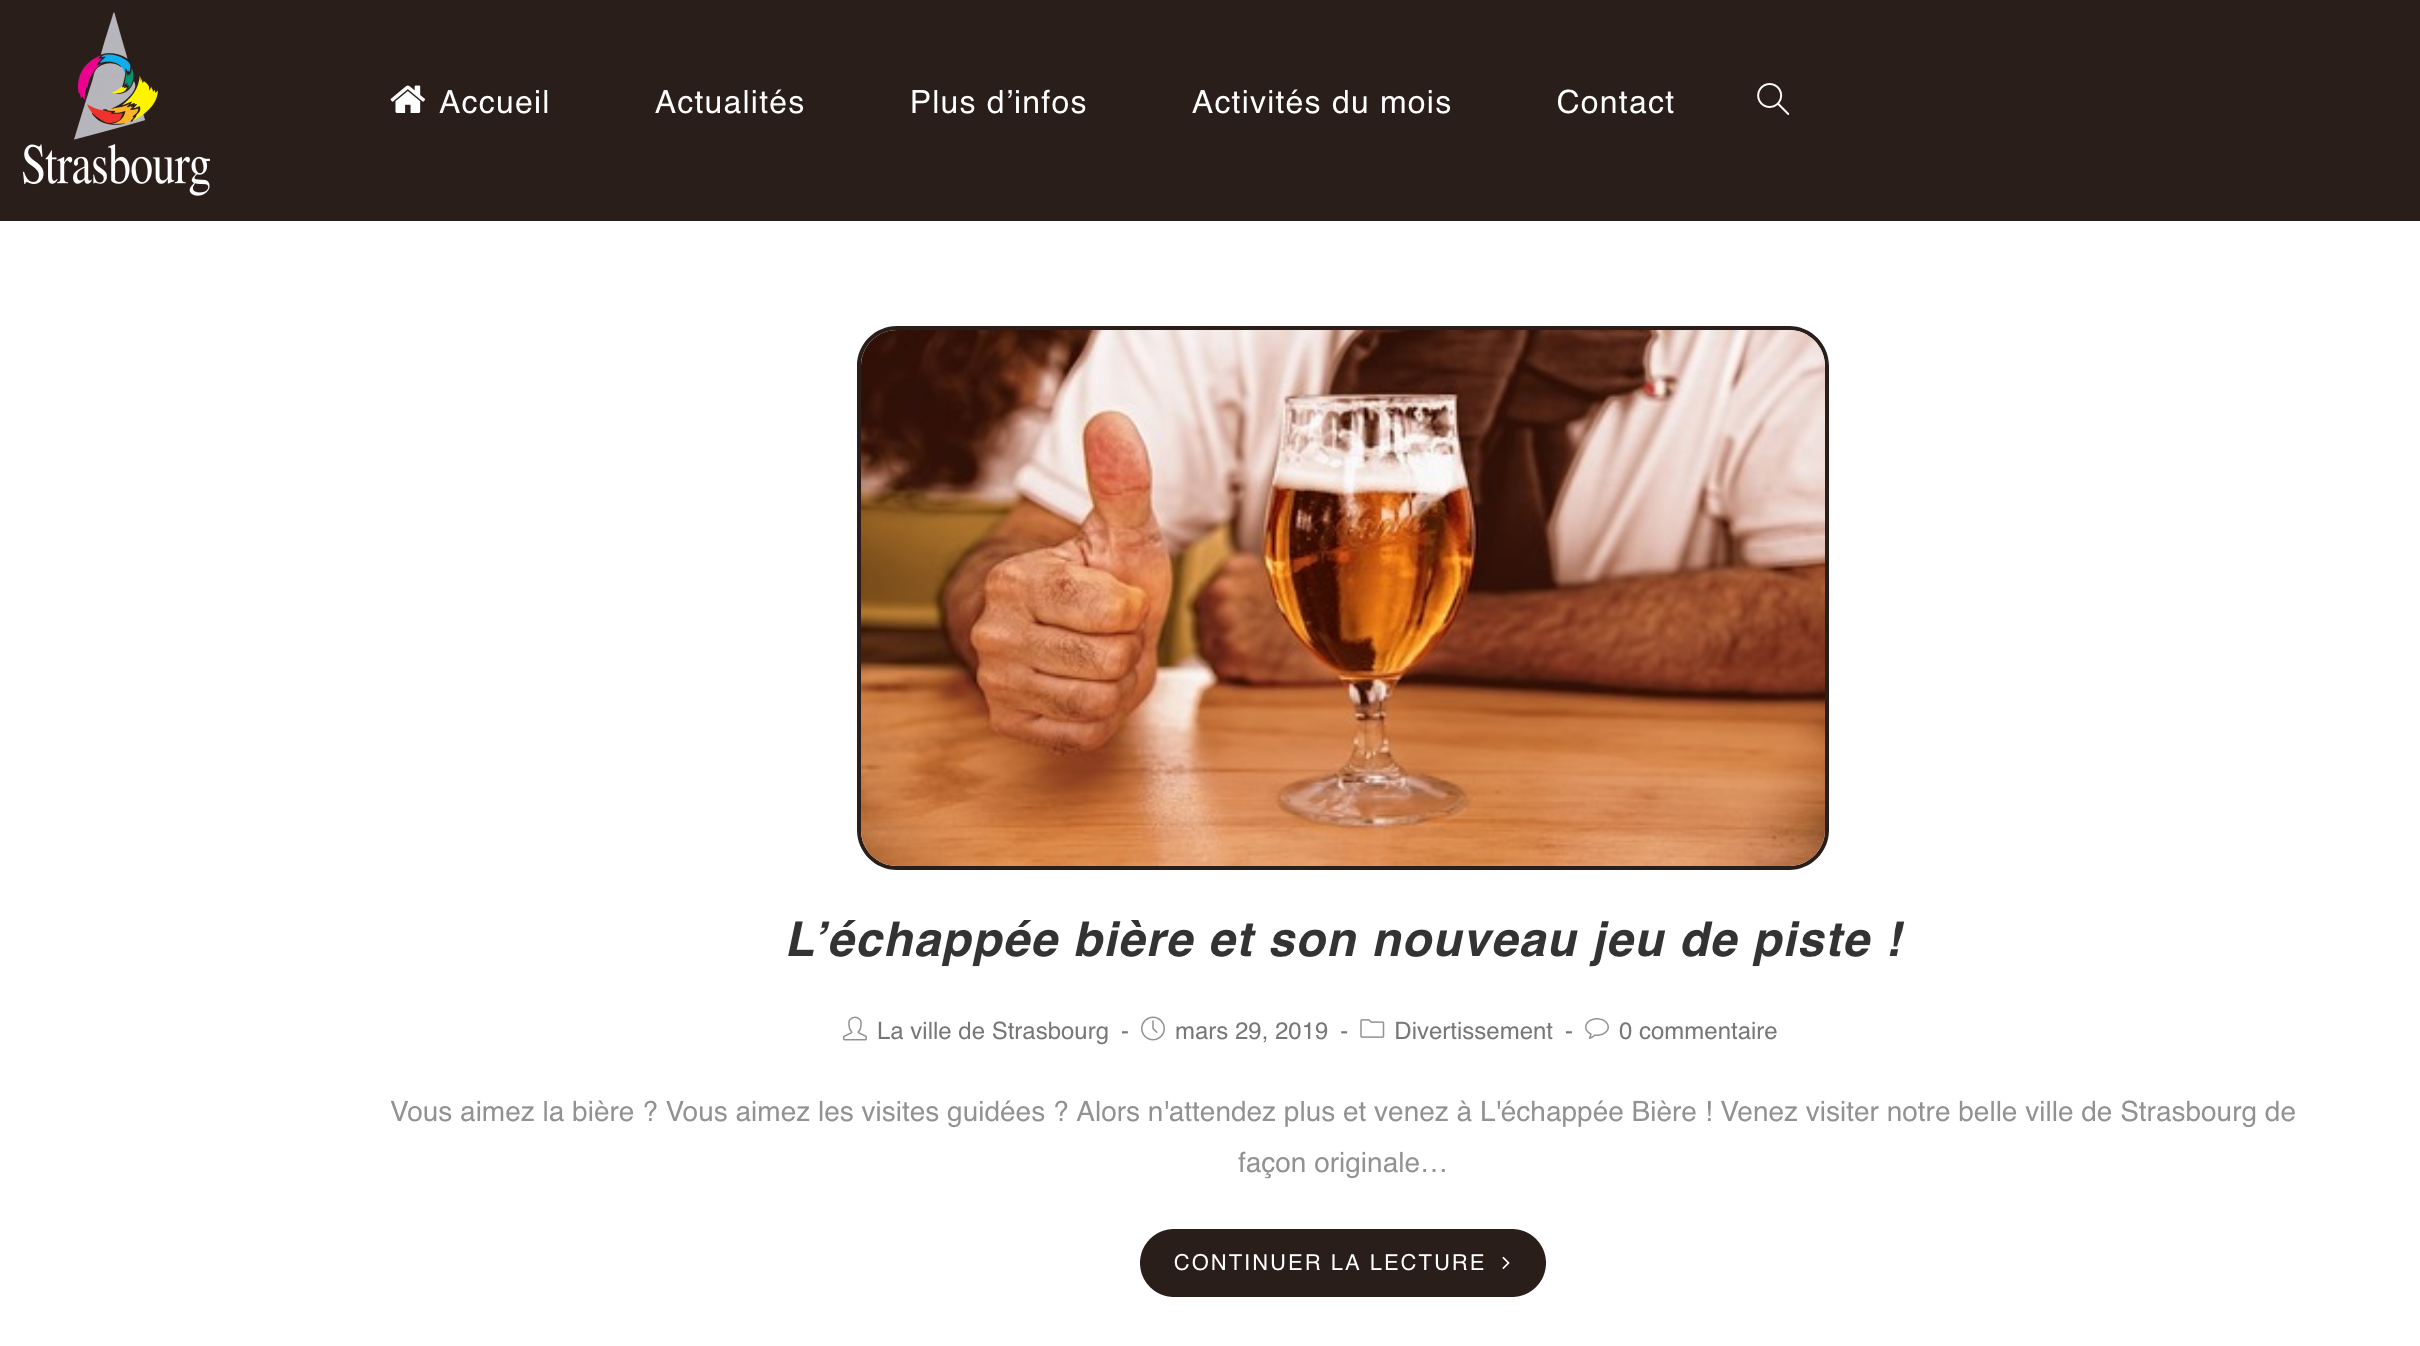 Strasbourg
Accueil
Actualités
Plus d’infos
Activités du mois
Contact
L’échappée bière et son nouveau jeu de piste !
La ville de Strasbourg - mars 29, 2019 - Divertissement - 0 commentaire
Vous aimez la bière ? Vous aimez les visites guidées ? Alors n'attendez plus et venez à L'échappée Bière ! Venez visiter notre belle ville de Strasbourg de
façon originale…
CONTINUER LA LECTURE >